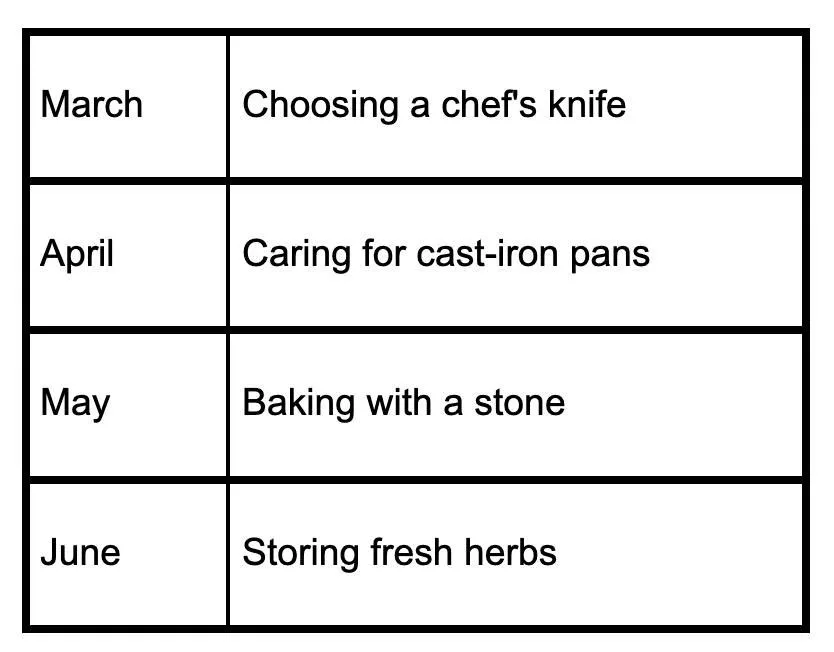 March Choosing a chef's knife
April Caring for cast-iron pans
May Baking with a stone
June Storing fresh herbs